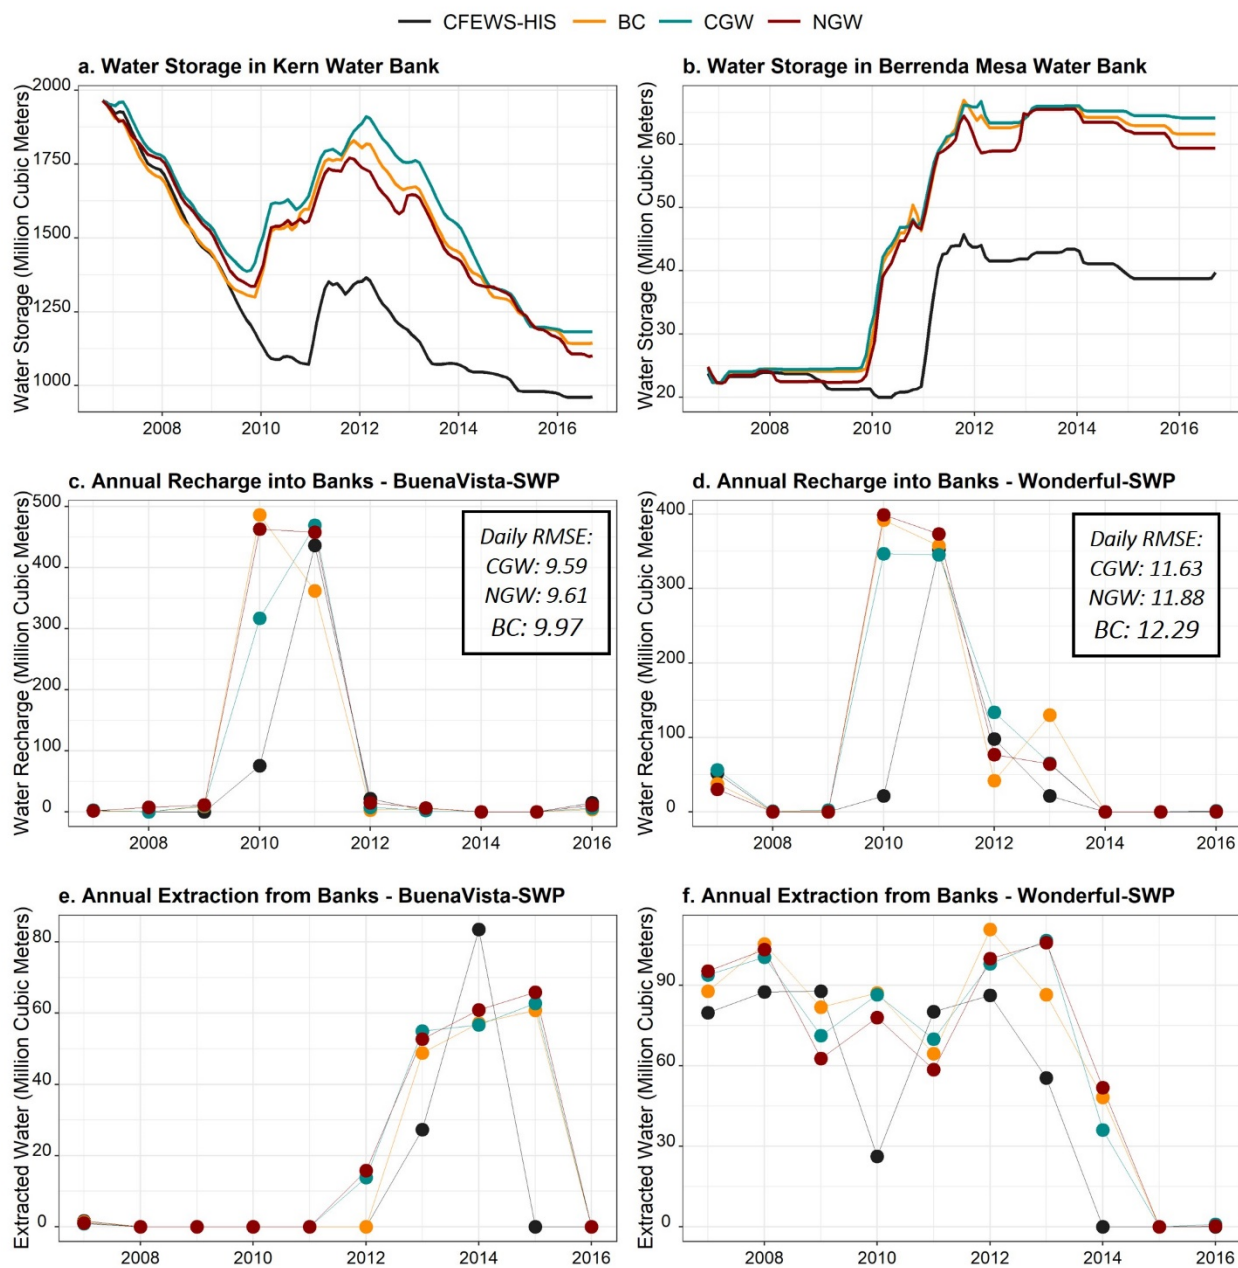 CFEWS-HIS BC CGW NGW
a. Water Storage in Kern Water Bank
Water Storage (Million Cubic Meters)
2000
1750
1500
1250
1000
2008 2010 2012 2014 2016
b. Water Storage in Berrenda Mesa Water Bank
Water Storage (Million Cubic Meters)
60
50
40
30
20
2008 2010 2012 2014 2016
c. Annual Recharge into Banks - BuenaVista-SWP
Water Recharge (Million Cubic Meters)
500
400
300
200
100
0
Daily RMSE:
CGW: 9.59
NGW: 9.61
BC: 9.97
2008 2010 2012 2014 2016
d. Annual Recharge into Banks - Wonderful-SWP
Water Recharge (Million Cubic Meters)
400
300
200
100
0
Daily RMSE:
CGW: 11.63
NGW: 11.88
BC: 12.29
2008 2010 2012 2014 2016
e. Annual Extraction from Banks - BuenaVista-SWP
Extracted Water (Million Cubic Meters)
80
60
40
20
0
2008 2010 2012 2014 2016
f. Annual Extraction from Banks - Wonderful-SWP
Extracted Water (Million Cubic Meters)
90
60
30
0
2008 2010 2012 2014 2016